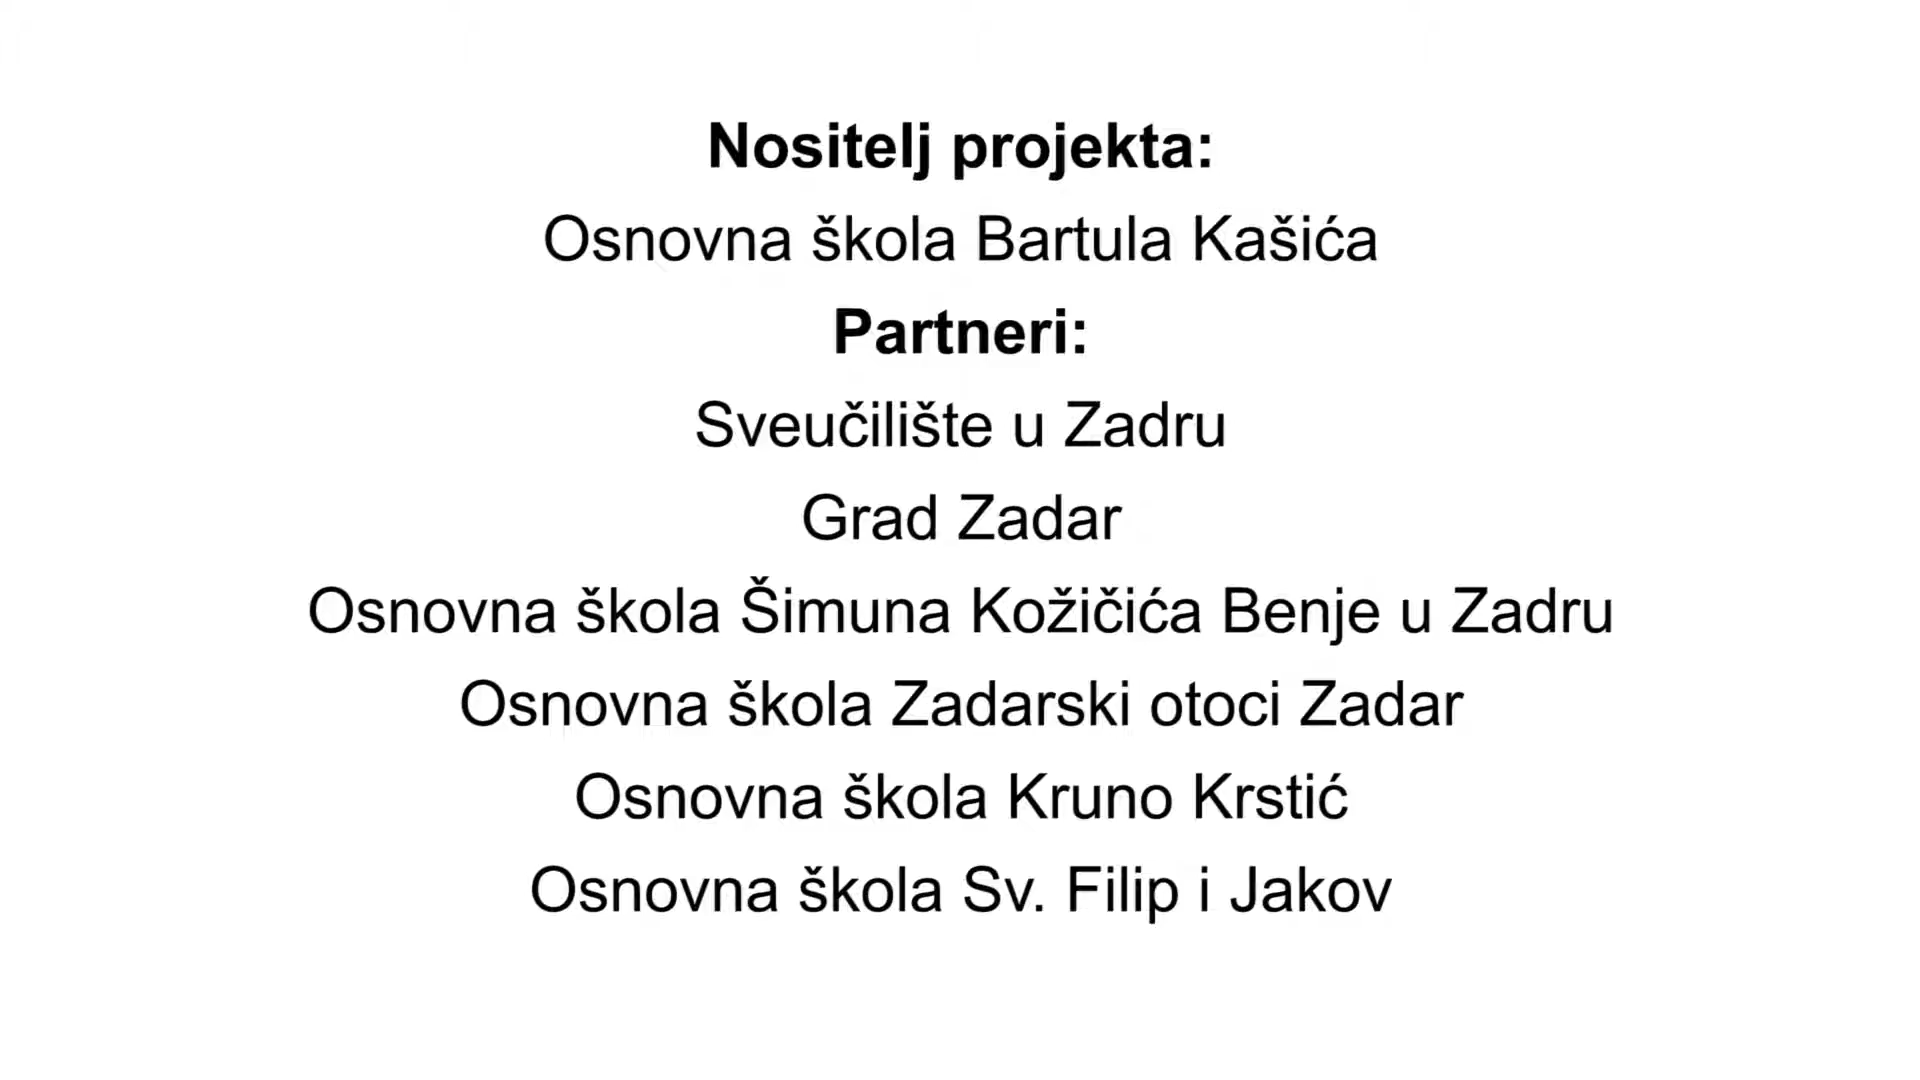 Nositelj projekta:
Osnovna škola Bartula Kašića
Partneri:
Sveučilište u Zadru
Grad Zadar
Osnovna škola Šimuna Kožičića Benje u Zadru
Osnovna škola Zadarski otoci Zadar
Osnovna škola Kruno Krstić
Osnovna škola Sv. Filip i Jakov